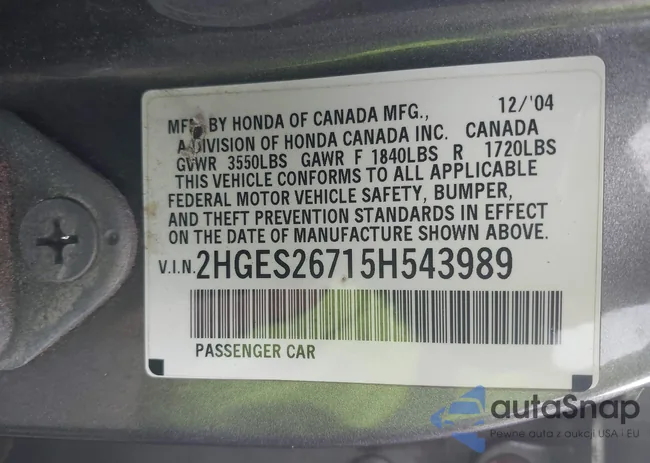 MFD BY HONDA OF CANADA MFG., 12/'04
A DIVISION OF HONDA CANADA INC. CANADA
GVWR 3550LBS GAWR F 1840LBS R 1720LBS
THIS VEHICLE CONFORMS TO ALL APPLICABLE
FEDERAL MOTOR VEHICLE SAFETY, BUMPER,
AND THEFT PREVENTION STANDARDS IN EFFECT
ON THE DATE OF MANUFACTURE SHOWN ABOVE.
V.I.N. 2HGES26715H543989
PASSENGER CAR
autoSnap
Pewne auta z aukcji USA i EU